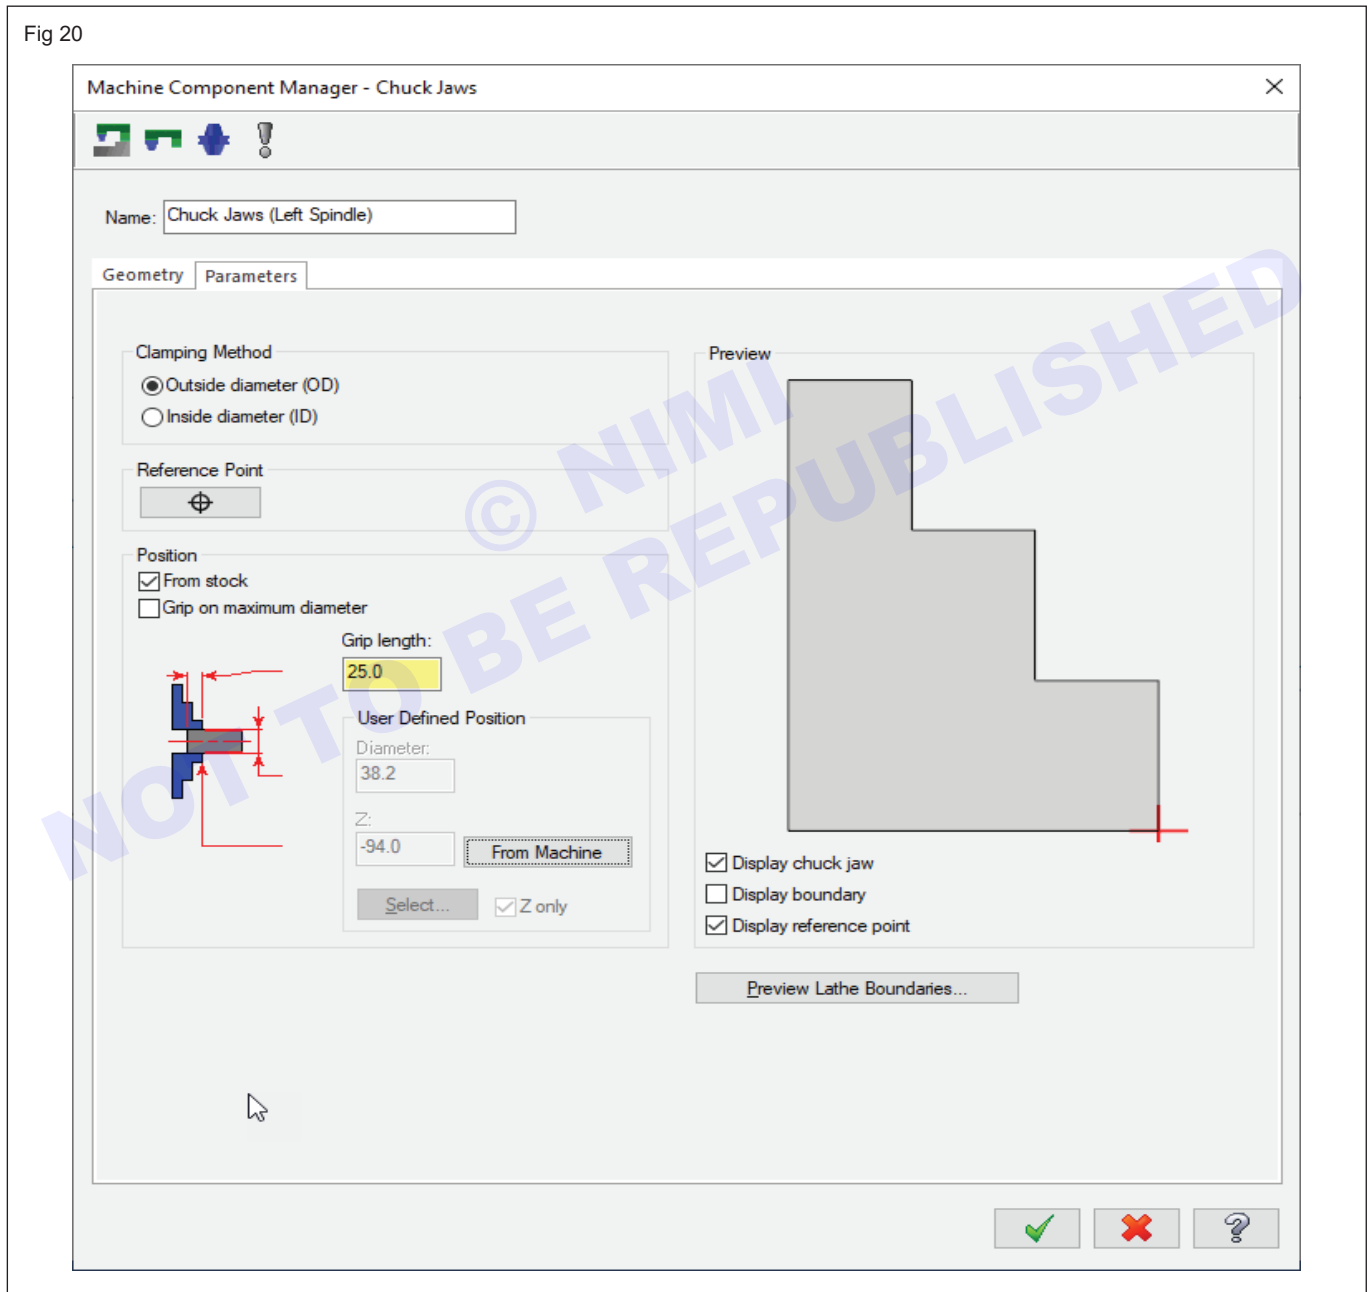 Fig 20
Machine Component Manager - Chuck Jaws
Name: Chuck Jaws (Left Spindle)
Geometry Parameters
Clamping Method
Outside diameter (OD)
Inside diameter (ID)
Reference Point
Position
From stock
Grip on maximum diameter
Grip length:
25.0
User Defined Position
Diameter:
38.2
Z:
-94.0
From Machine
Select...
Z only
Preview
Display chuck jaw
Display boundary
Display reference point
Preview Lathe Boundaries...
© NIMI
NOT TO BE REPUBLISHED